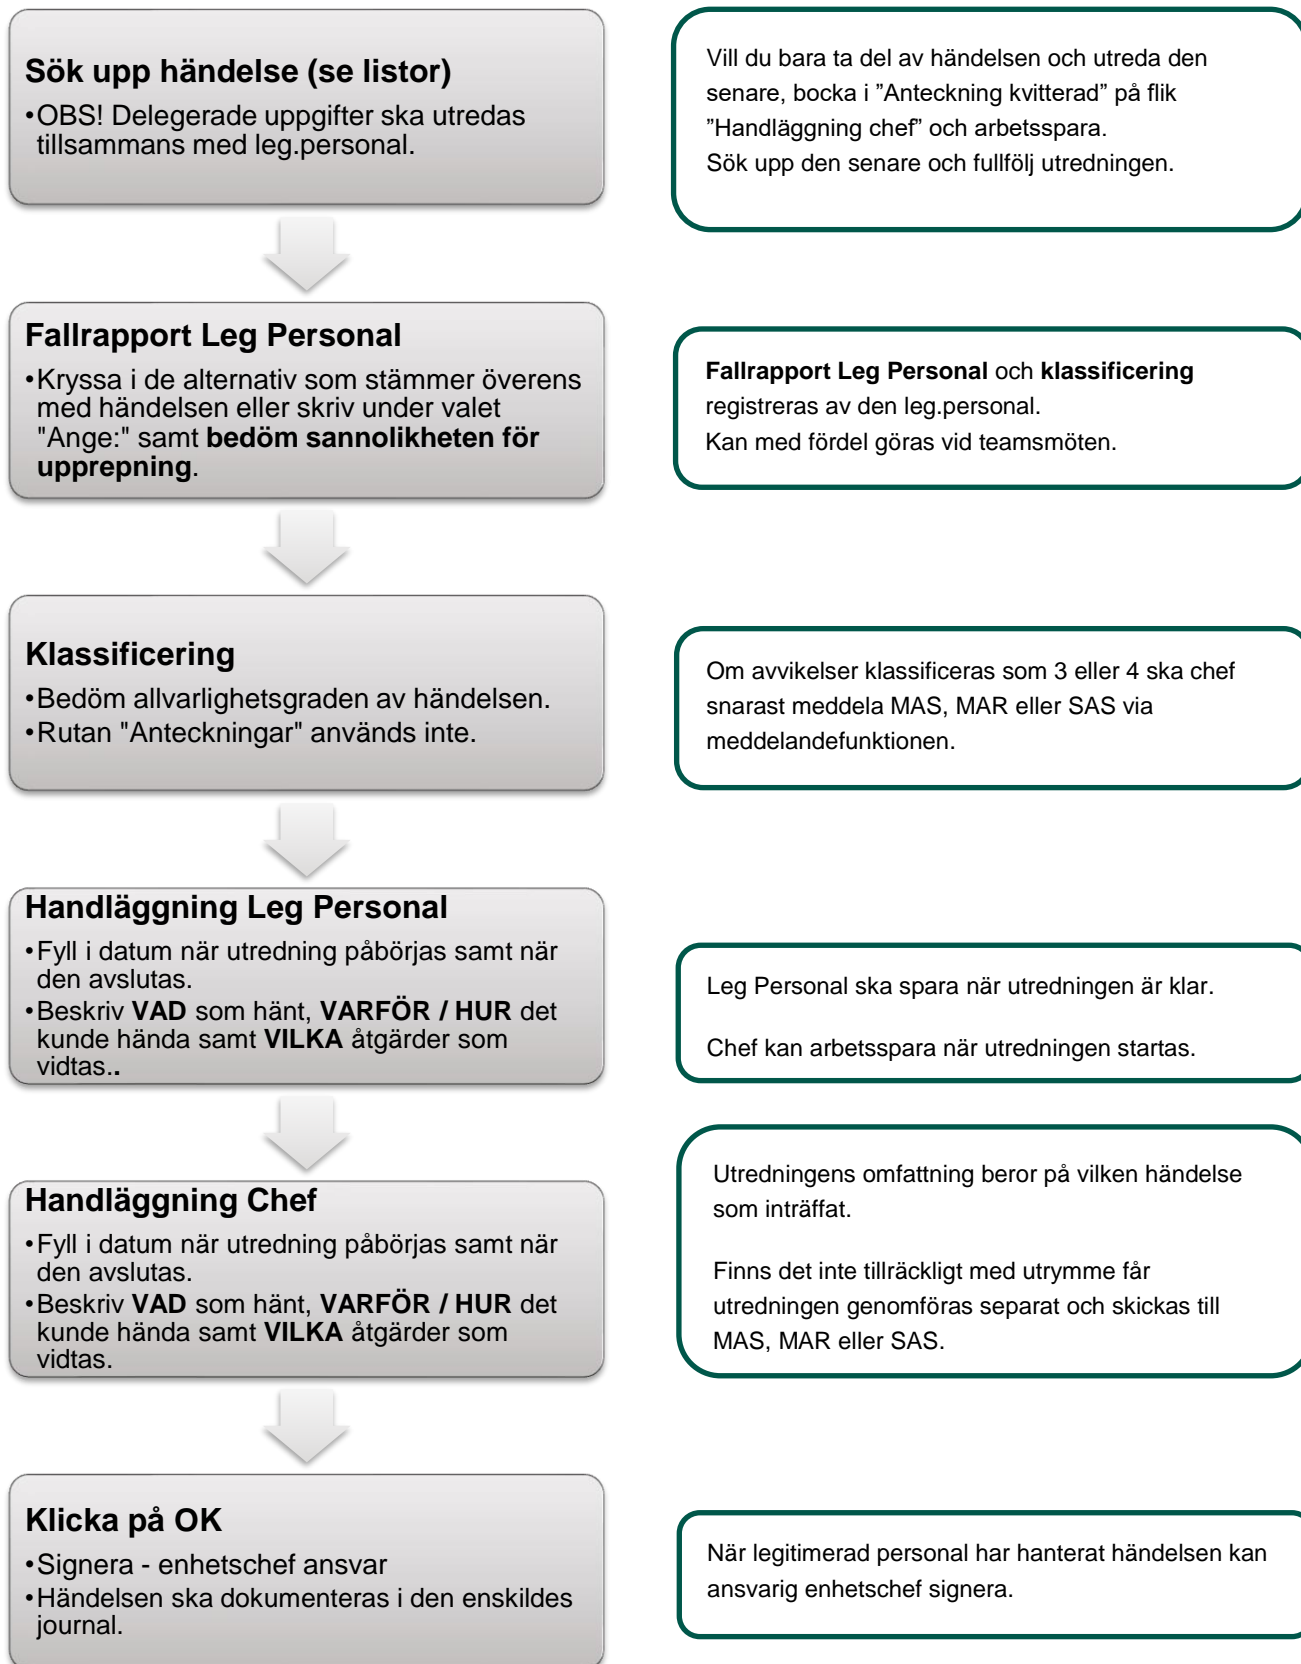 Sök upp händelse (se listor)
•OBS! Delegerade uppgifter ska utredas
tillsammans med leg.personal.
Vill du bara ta del av händelsen och utreda den
senare, bocka i ”Anteckning kvitterad” på flik
”Handläggning chef” och arbetsspara.
Sök upp den senare och fullfölj utredningen.
Fallrapport Leg Personal
•Kryssa i de alternativ som stämmer överens
med händelsen eller skriv under valet
"Ange:" samt bedöm sannolikheten för
upprepning.
Fallrapport Leg Personal och klassificering
registreras av den leg.personal.
Kan med fördel göras vid teamsmöten.
Klassificering
•Bedöm allvarlighetsgraden av händelsen.
•Rutan "Anteckningar" används inte.
Om avvikelser klassificeras som 3 eller 4 ska chef
snarast meddela MAS, MAR eller SAS via
meddelandefunktionen.
Handläggning Leg Personal
•Fyll i datum när utredning påbörjas samt när
den avslutas.
•Beskriv VAD som hänt, VARFÖR / HUR det
kunde hända samt VILKA åtgärder som
vidtas..
Leg Personal ska spara när utredningen är klar.
Chef kan arbetsspara när utredningen startas.
Handläggning Chef
•Fyll i datum när utredning påbörjas samt när
den avslutas.
•Beskriv VAD som hänt, VARFÖR / HUR det
kunde hända samt VILKA åtgärder som
vidtas.
Utredningens omfattning beror på vilken händelse
som inträffat.
Finns det inte tillräckligt med utrymme får
utredningen genomföras separat och skickas till
MAS, MAR eller SAS.
Klicka på OK
•Signera - enhetschef ansvar
•Händelsen ska dokumenteras i den enskildes
journal.
När legitimerad personal har hanterat händelsen kan
ansvarig enhetschef signera.